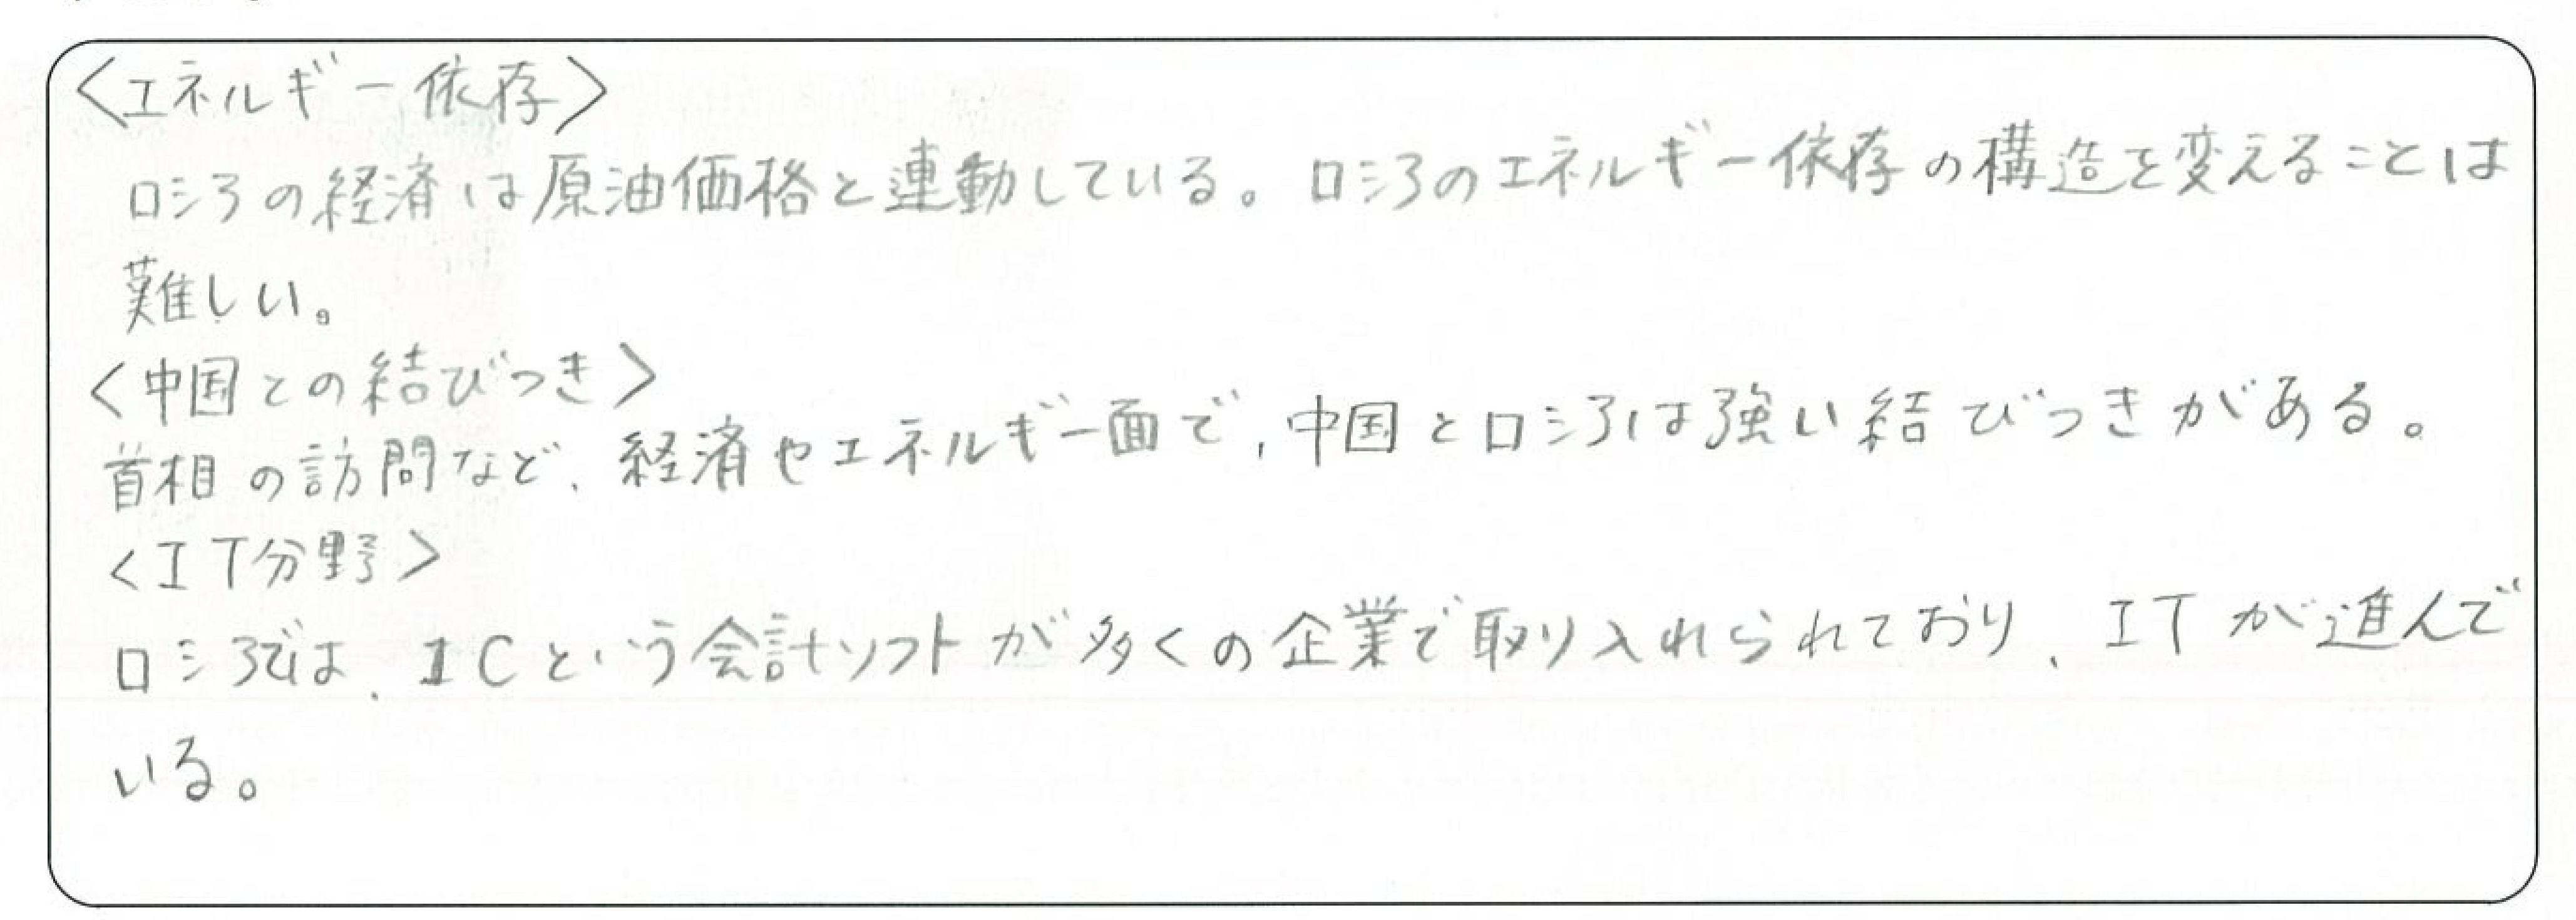 <エネルギー依存>
ロシアの経済は原油価格と連動している。ロシアのエネルギー依存の構造を変えることは
難しい。
<中国との結びつき>
首相の訪問など、経済やエネルギー面で、中国とロシアは強い結びつきがある。
<IT分野>
ロシアでは、1Cという会計ソフトが多くの企業で取り入れられており、ITが進んで
いる。